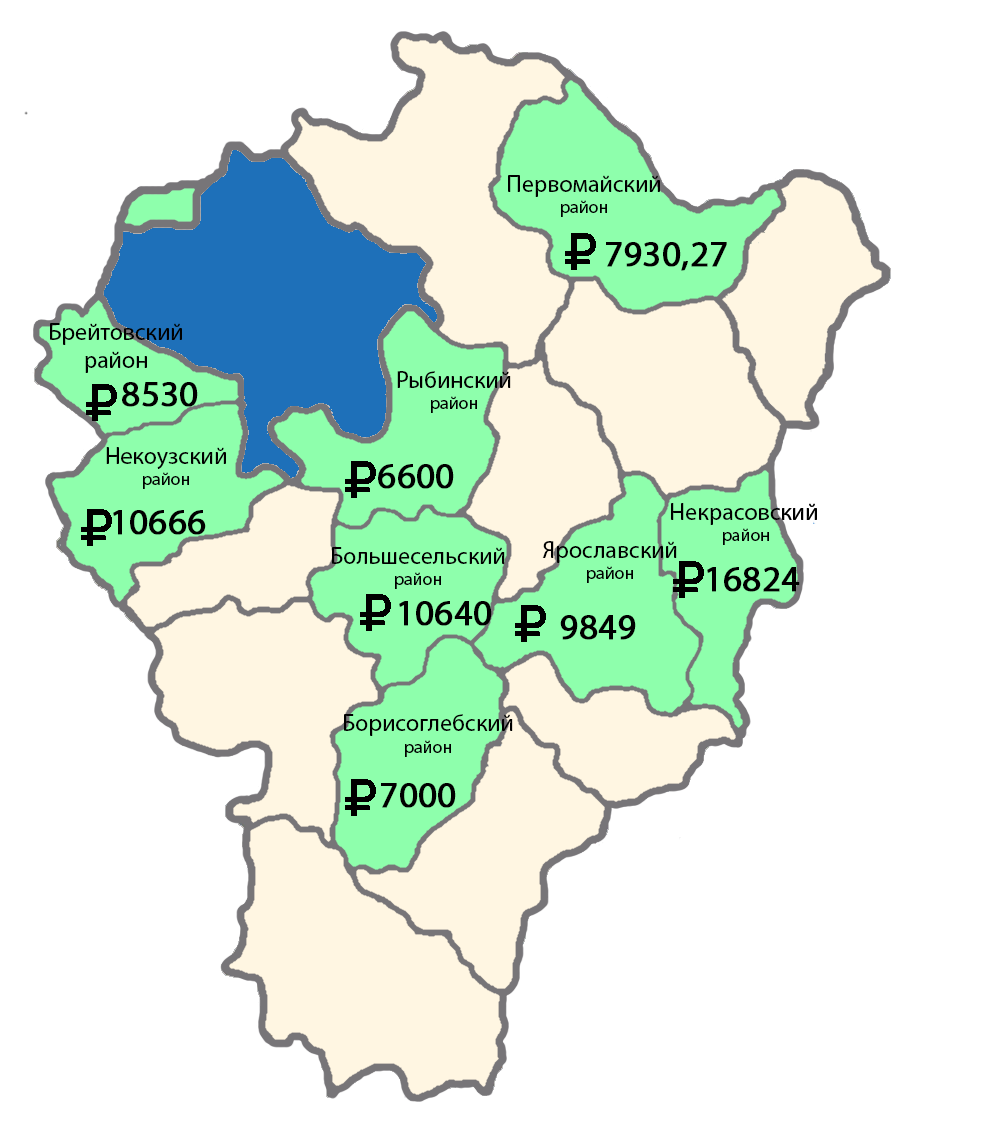 Первомайский
район
₽ 7930,27
Брейтовский
район
₽8530
Рыбинский
район
₽6600
Некоузский
район
₽10666
Некрасовский
район
₽16824
Большесельский
район
₽10640
Ярославский
район
₽ 9849
Борисоглебский
район
₽7000